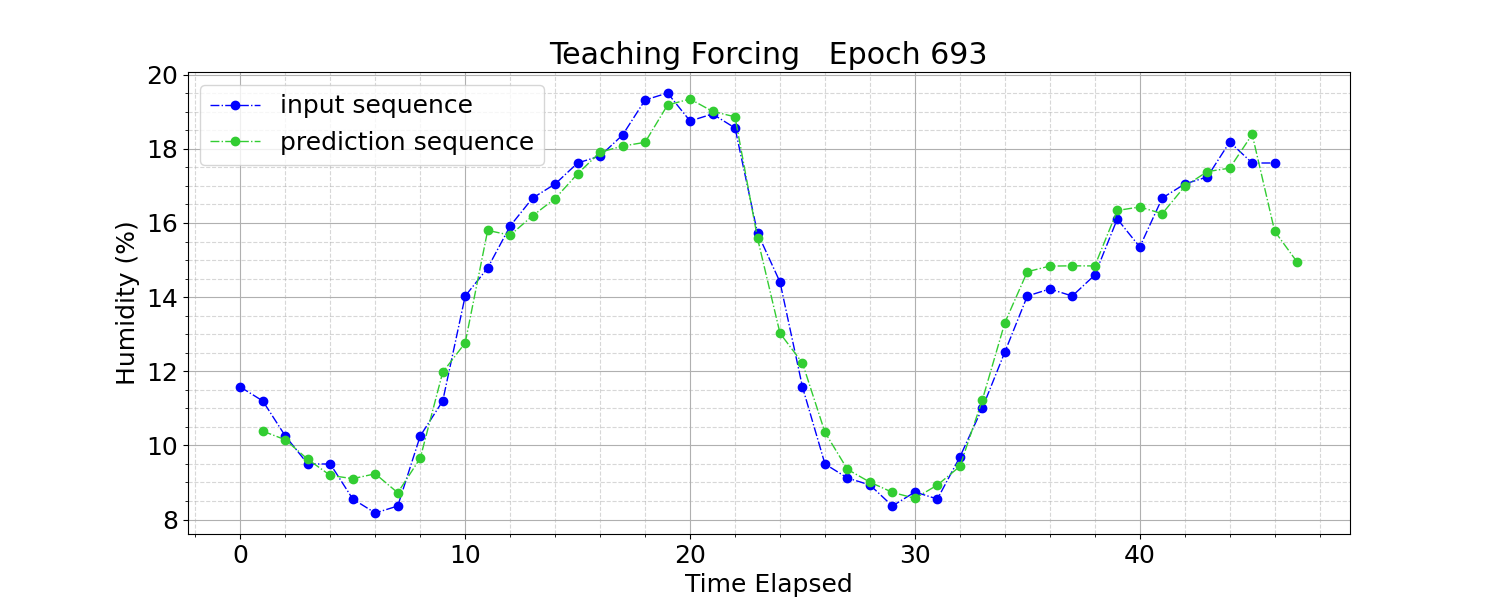 Teaching Forcing   Epoch 693
input sequence
prediction sequence
Humidity (%)
20
18
16
14
12
10
8
0 10 20 30 40
Time Elapsed